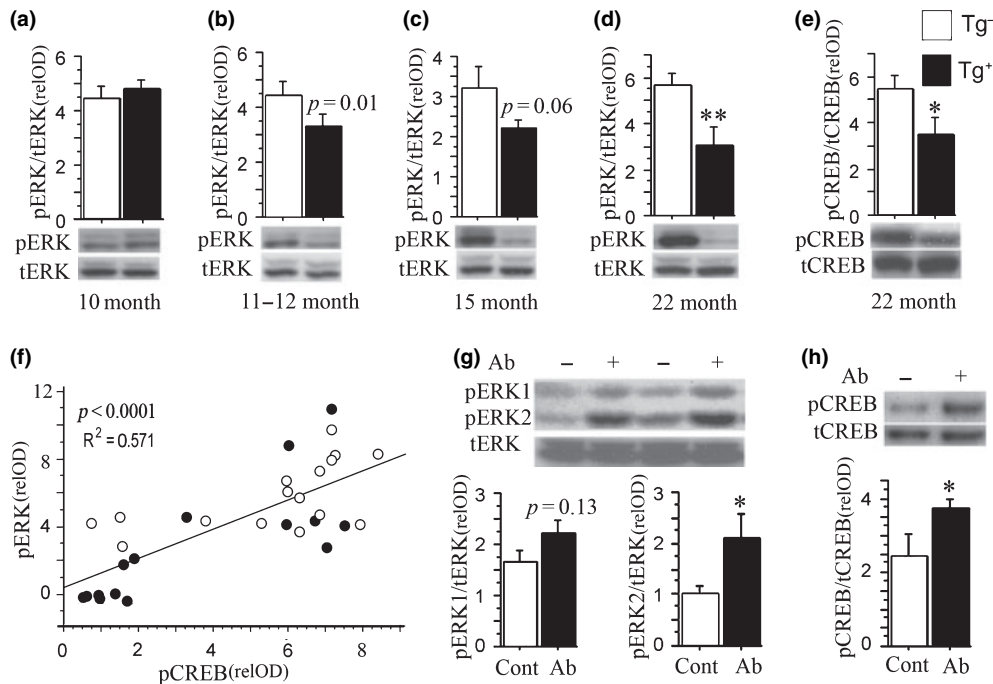 (a) (b) (c) (d) (e)
Tg⁻
Tg⁺
pERK/tERK(relOD)
6
4
2
0
pERK
tERK
10 month
pERK/tERK(relOD)
6
4
2
0
p = 0.01
pERK
tERK
11–12 month
pERK/tERK(relOD)
4
3
2
1
0
p = 0.06
pERK
tERK
15 month
pERK/tERK(relOD)
6
4
2
0
**
pERK
tERK
22 month
pCREB/tCREB(relOD)
6
4
2
0
*
pCREB
tCREB
22 month
(f)
pERK(relOD)
12
8
4
0
p < 0.0001
R² = 0.571
0 2 4 6 8
pCREB(relOD)
(g)
Ab – + – +
pERK1
pERK2
tERK
pERK1/tERK(relOD)
3
2
1
0
p = 0.13
Cont Ab
pERK2/tERK(relOD)
3
2
1
0
*
Cont Ab
(h)
Ab – +
pCREB
tCREB
pCREB/tCREB(relOD)
4
3
2
1
0
*
Cont Ab